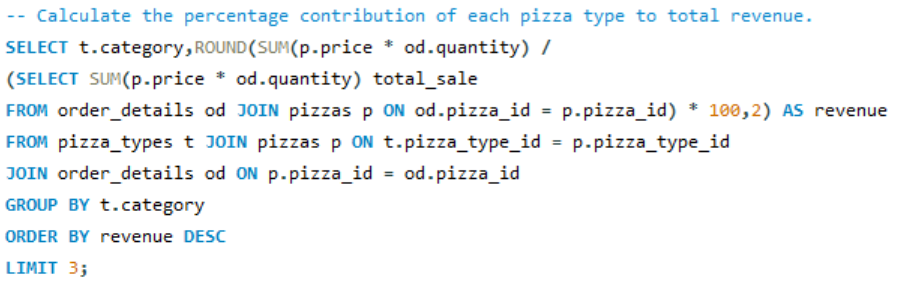 -- Calculate the percentage contribution of each pizza type to total revenue.
SELECT t.category,ROUND(SUM(p.price * od.quantity) /
(SELECT SUM(p.price * od.quantity) total_sale
FROM order_details od JOIN pizzas p ON od.pizza_id = p.pizza_id) * 100,2) AS revenue
FROM pizza_types t JOIN pizzas p ON t.pizza_type_id = p.pizza_type_id
JOIN order_details od ON p.pizza_id = od.pizza_id
GROUP BY t.category
ORDER BY revenue DESC
LIMIT 3;